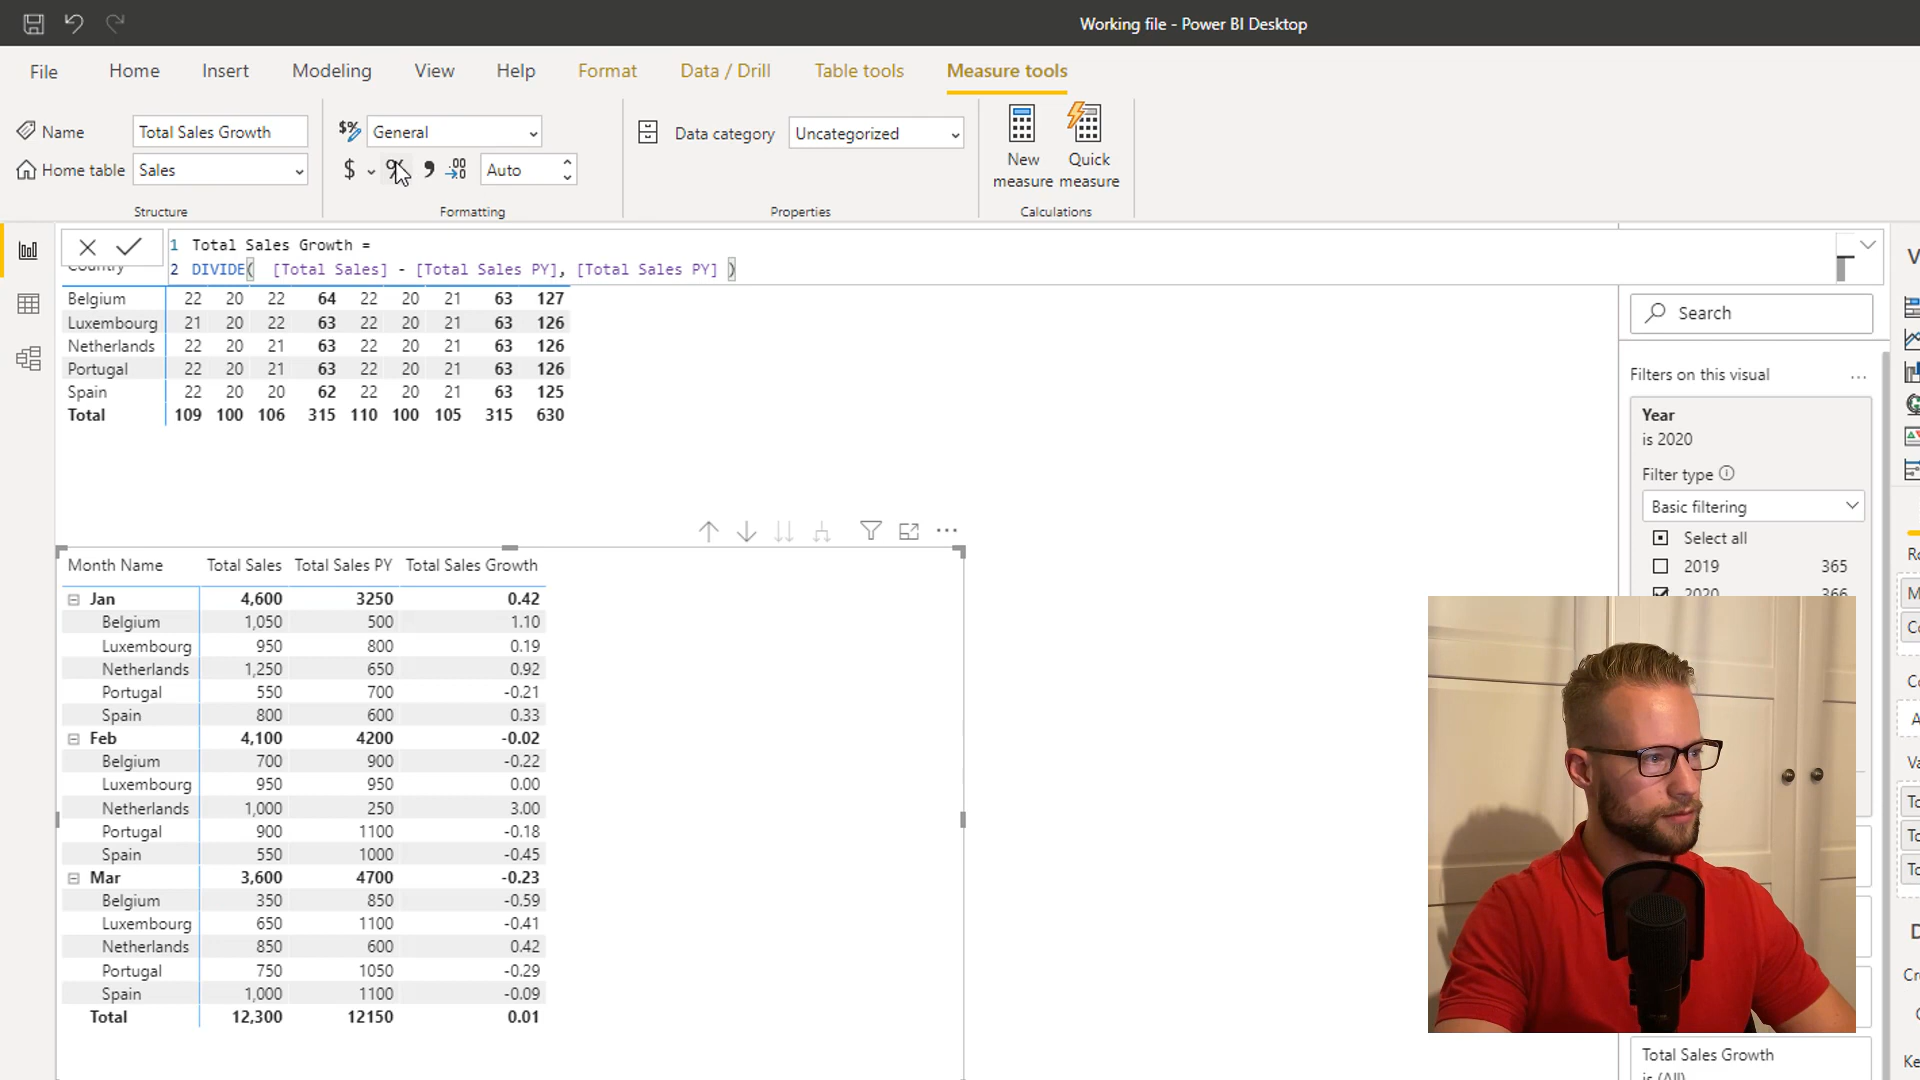 Working file - Power BI Desktop
File Home Insert Modeling View Help Format Data / Drill Table tools Measure tools
Name Total Sales Growth
General
Data category Uncategorized
New measure
Quick measure
Home table Sales
$ % , .00 Auto
Structure Formatting Properties Calculations
1 Total Sales Growth =
2 DIVIDE( [Total Sales] - [Total Sales PY], [Total Sales PY] )
Country
Belgium 22 20 22 64 22 20 21 63 127
Luxembourg 21 20 22 63 22 20 21 63 126
Netherlands 22 20 21 63 22 20 21 63 126
Portugal 22 20 21 63 22 20 21 63 126
Spain 22 20 20 62 22 20 21 63 125
Total 109 100 106 315 110 100 105 315 630
Month Name Total Sales Total Sales PY Total Sales Growth
Jan 4,600 3250 0.42
Belgium 1,050 500 1.10
Luxembourg 950 800 0.19
Netherlands 1,250 650 0.92
Portugal 550 700 -0.21
Spain 800 600 0.33
Feb 4,100 4200 -0.02
Belgium 700 900 -0.22
Luxembourg 950 950 0.00
Netherlands 1,000 250 3.00
Portugal 900 1100 -0.18
Spain 550 1000 -0.45
Mar 3,600 4700 -0.23
Belgium 350 850 -0.59
Luxembourg 650 1100 -0.41
Netherlands 850 600 0.42
Portugal 750 1050 -0.29
Spain 1,000 1100 -0.09
Total 12,300 12150 0.01
Search
Filters on this visual
Year
is 2020
Filter type
Basic filtering
Select all
2019 365
2020 366
Total Sales Growth
is (All)